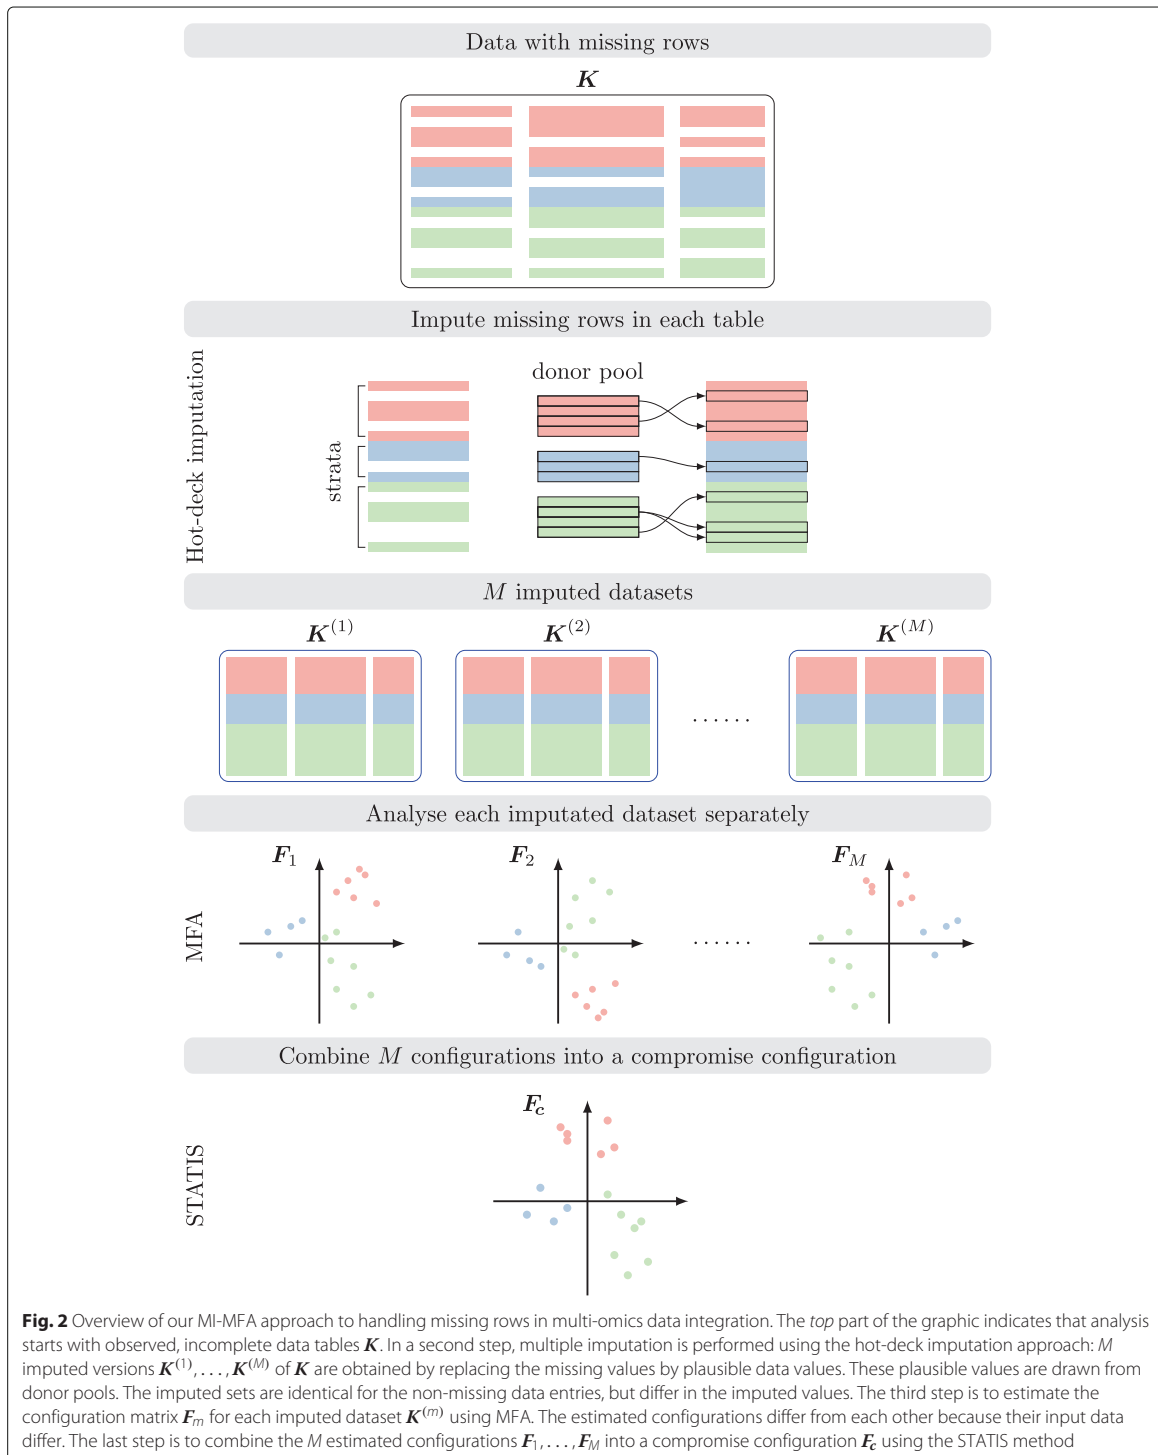 Data with missing rows
K
Impute missing rows in each table
Hot-deck imputation
strata
donor pool
M imputed datasets
K(1) K(2) K(M)
......
Analyse each imputated dataset separately
MFA
F1 F2 FM
......
Combine M configurations into a compromise configuration
STATIS
Fc
Fig. 2 Overview of our MI-MFA approach to handling missing rows in multi-omics data integration. The top part of the graphic indicates that analysis
starts with observed, incomplete data tables K. In a second step, multiple imputation is performed using the hot-deck imputation approach: M
imputed versions K(1), . . . , K(M) of K are obtained by replacing the missing values by plausible data values. These plausible values are drawn from
donor pools. The imputed sets are identical for the non-missing data entries, but differ in the imputed values. The third step is to estimate the
configuration matrix Fm for each imputed dataset K(m) using MFA. The estimated configurations differ from each other because their input data
differ. The last step is to combine the M estimated configurations F1, . . . , FM into a compromise configuration Fc using the STATIS method